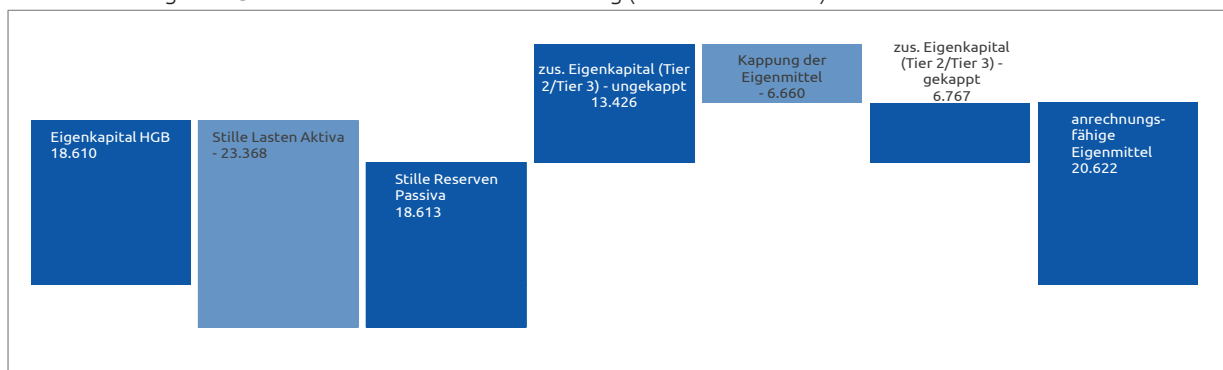 Eigenkapital HGB
18.610
Stille Lasten Aktiva
- 23.368
Stille Reserven
Passiva
18.613
zus. Eigenkapital (Tier
2/Tier 3) - ungekappt
13.426
Kappung der
Eigenmittel
- 6.660
zus. Eigenkapital
(Tier 2/Tier 3) -
gekappt
6.767
anrechnungs-
fähige
Eigenmittel
20.622